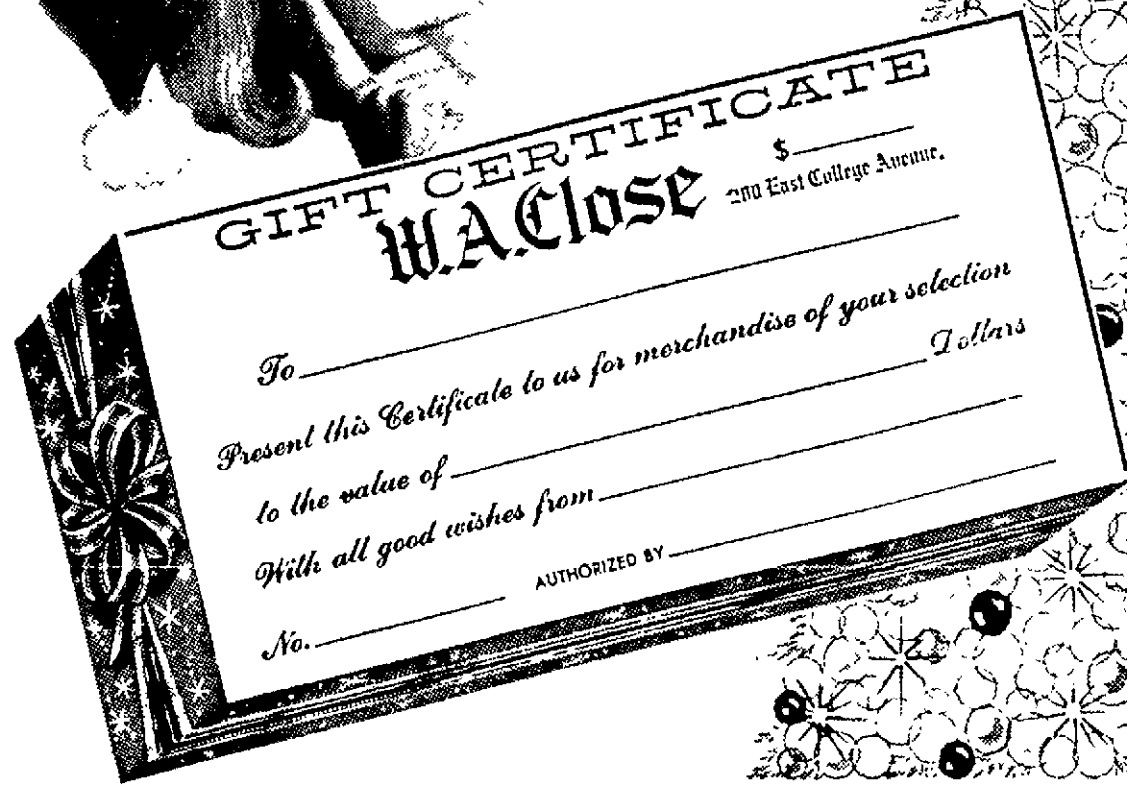 GIFT CERTIFICATE
$
W.A.Close
200 East College Avenue.
To
Present this Certificate to us for merchandise of your selection
to the value of Dollars
With all good wishes from
AUTHORIZED BY
No.